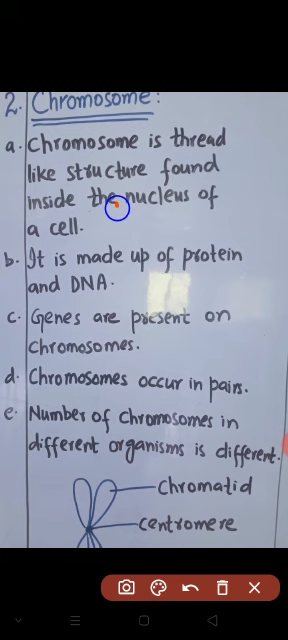 2. Chromosome:
a. Chromosome is thread
like structure found
inside the nucleus of
a cell.
b. It is made up of protein
and DNA.
c. Genes are present on
Chromosomes.
d. Chromosomes occur in pairs.
e. Number of Chromosomes in
different organisms is different.
Chromatid
centromere